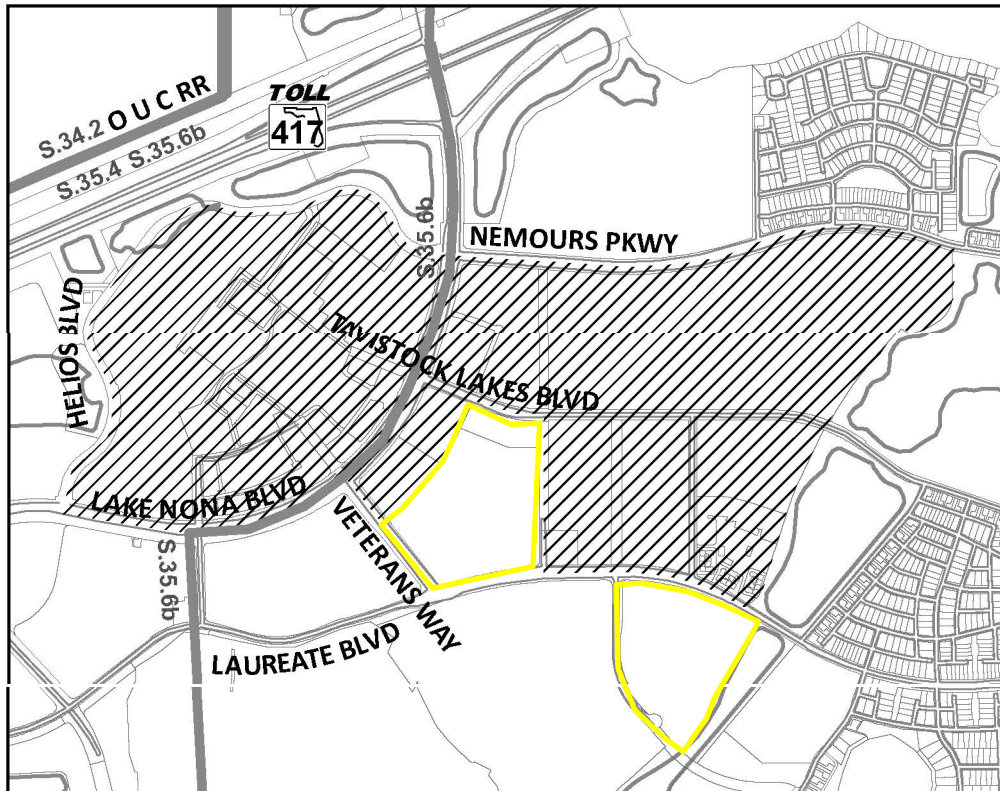 TOLL
417
S.34.2 O U C RR
S.35.4 S.35.6b
S.35.6b
NEMOURS PKWY
HELIOS BLVD
TAVISTOCK LAKES BLVD
LAKE NONA BLVD
VETERANS WAY
S.35.6b
LAUREATE BLVD